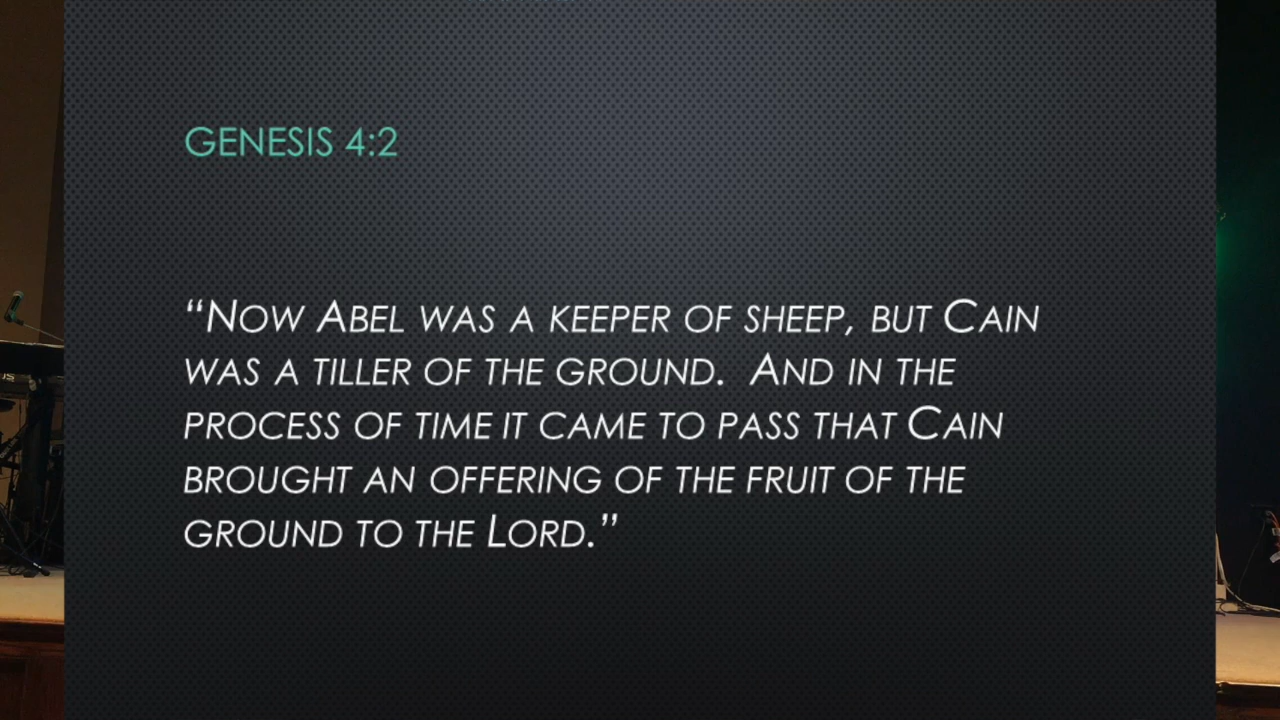 GENESIS 4:2
“NOW ABEL WAS A KEEPER OF SHEEP, BUT CAIN
WAS A TILLER OF THE GROUND. AND IN THE
PROCESS OF TIME IT CAME TO PASS THAT CAIN
BROUGHT AN OFFERING OF THE FRUIT OF THE
GROUND TO THE LORD.”